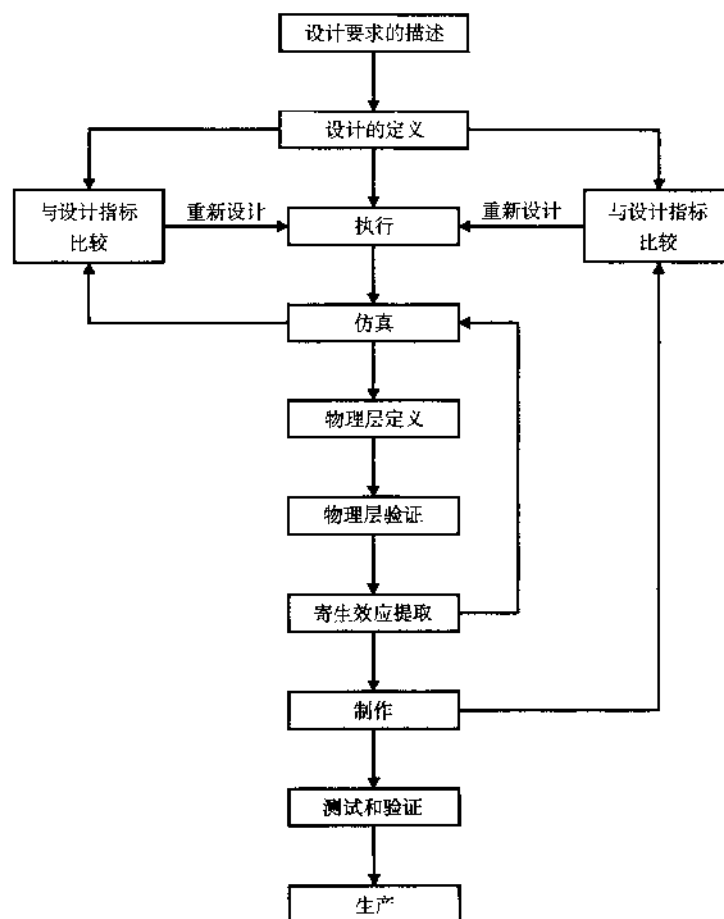 设计要求的描述
设计的定义
与设计指标
比较
重新设计
执行
重新设计
与设计指标
比较
仿真
物理层定义
物理层验证
寄生效应提取
制作
测试和验证
生产